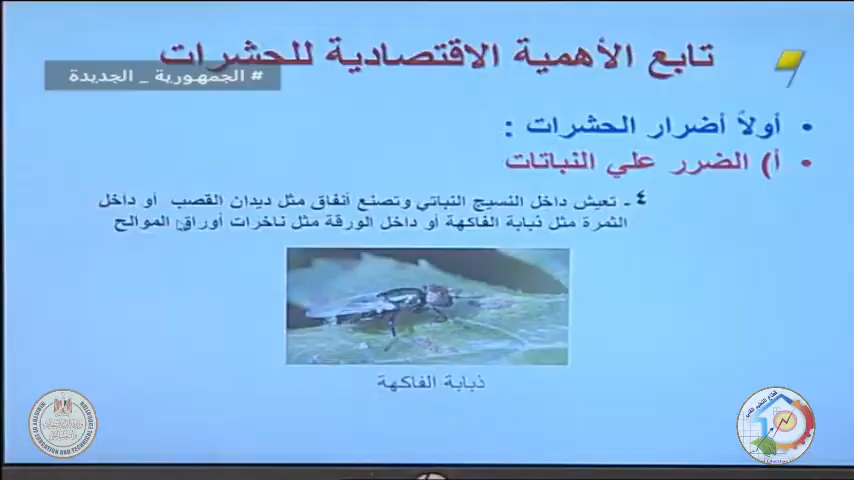 تابع الأهمية الاقتصادية للحشرات
# الجمهورية _ الجديدة
• أولاً أضرار الحشرات :
• أ) الضرر علي النباتات
٤ - تعيش داخل النسيج النباتي وتصنع أنفاق مثل ديدان القصب أو داخل
الثمرة مثل ذبابة الفاكهة أو داخل الورقة مثل ناخرات أوراق الموالح
ذبابة الفاكهة